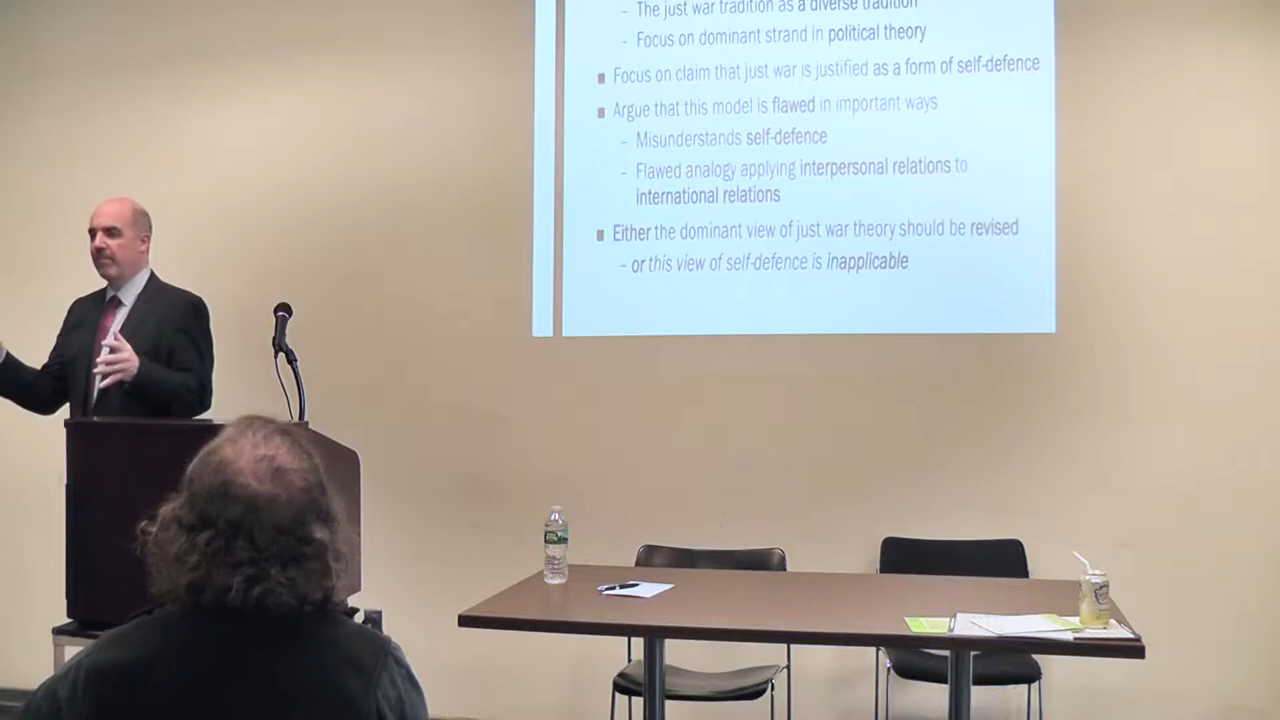 – The just war tradition as a diverse tradition
– Focus on dominant strand in political theory
■ Focus on claim that just war is justified as a form of self-defence
■ Argue that this model is flawed in important ways
– Misunderstands self-defence
– Flawed analogy applying interpersonal relations to
international relations
■ Either the dominant view of just war theory should be revised
– or this view of self-defence is inapplicable